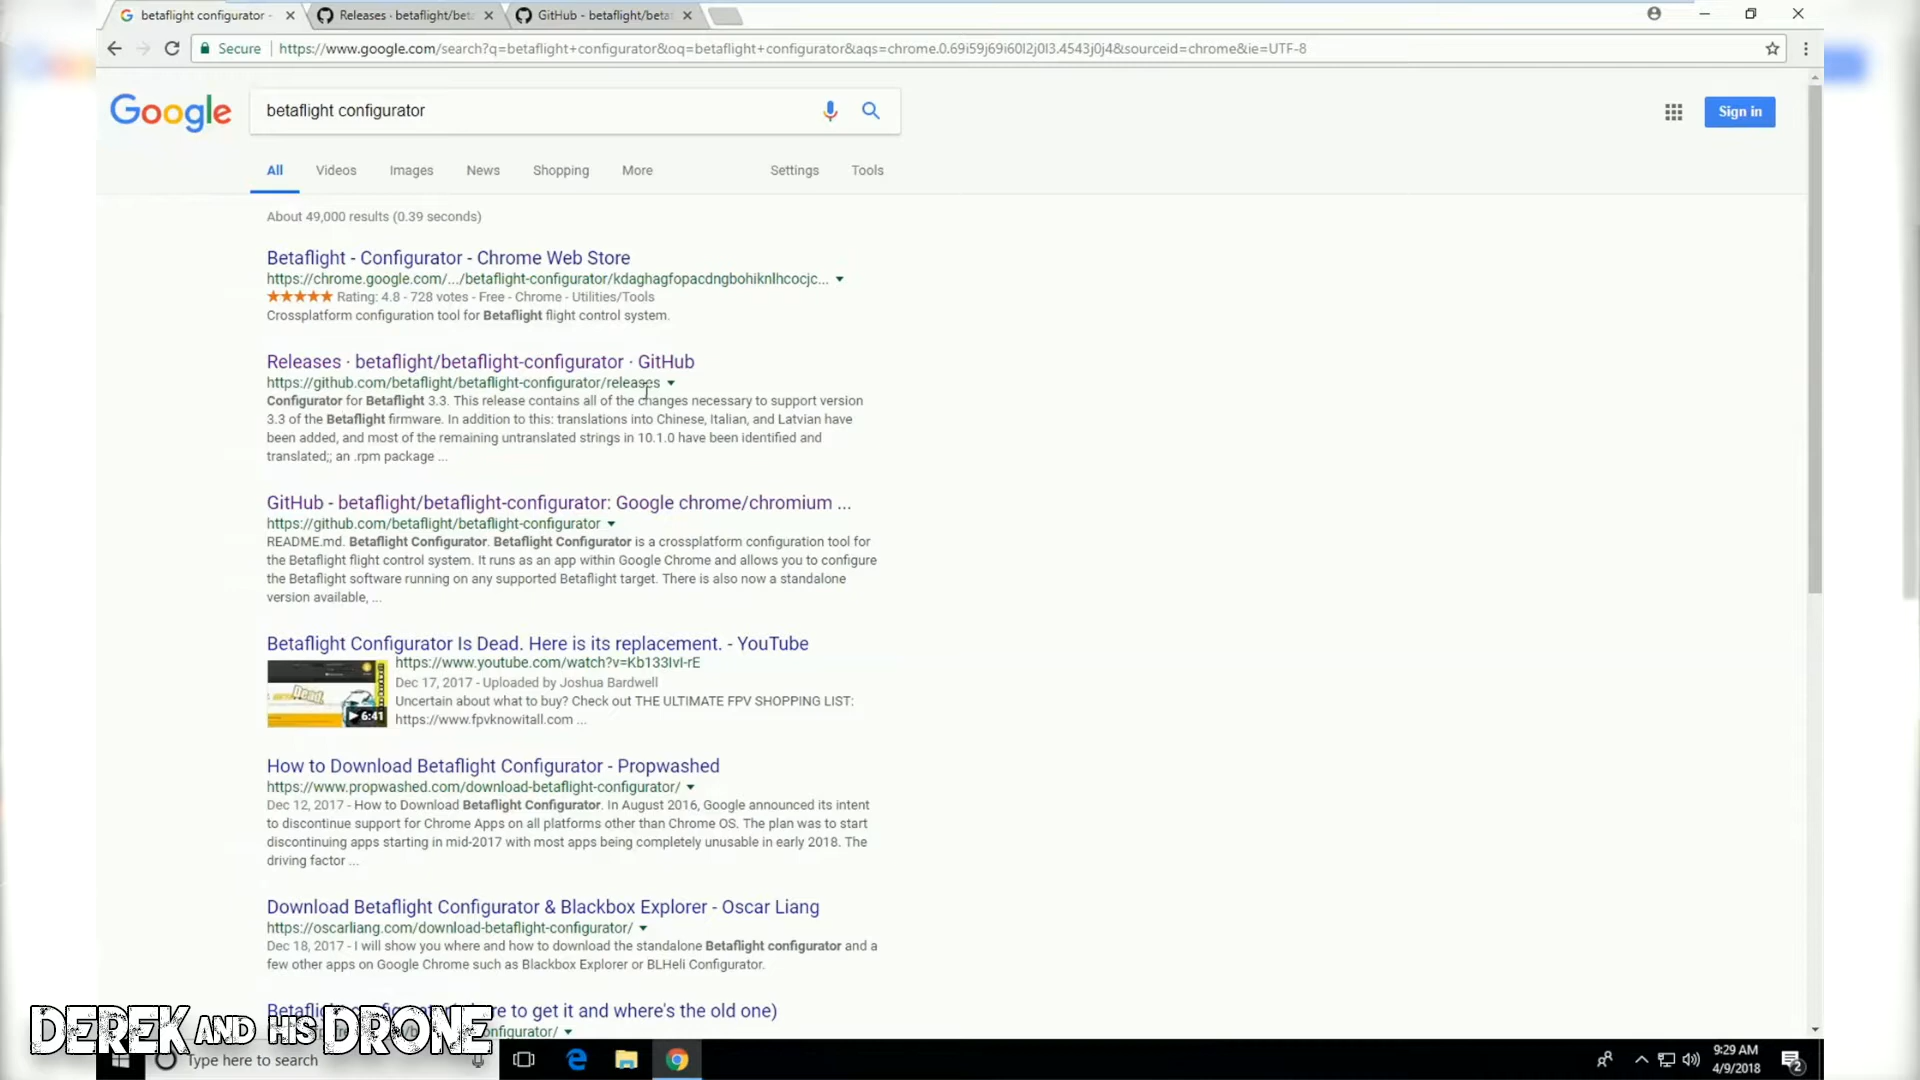 betaflight configurator -
Releases · betaflight/bet
GitHub - betaflight/beta
Secure
https://www.google.com/search?q=betaflight+configurator&oq=betaflight+configurator&aqs=chrome.0.69i59j69i60l2j0l3.4543j0j4&sourceid=chrome&ie=UTF-8
Google
betaflight configurator
Sign in
All Videos Images News Shopping More Settings Tools
About 49,000 results (0.39 seconds)
Betaflight - Configurator - Chrome Web Store
https://chrome.google.com/.../betaflight-configurator/kdaghagfopacdngbohiknlhcocjc...
Rating: 4.8 - 728 votes - Free - Chrome - Utilities/Tools
Crossplatform configuration tool for Betaflight flight control system.
Releases · betaflight/betaflight-configurator · GitHub
https://github.com/betaflight/betaflight-configurator/releases
Configurator for Betaflight 3.3. This release contains all of the changes necessary to support version
3.3 of the Betaflight firmware. In addition to this: translations into Chinese, Italian, and Latvian have
been added, and most of the remaining untranslated strings in 10.1.0 have been identified and
translated;; an .rpm package ...
GitHub - betaflight/betaflight-configurator: Google chrome/chromium ...
https://github.com/betaflight/betaflight-configurator
README.md. Betaflight Configurator. Betaflight Configurator is a crossplatform configuration tool for
the Betaflight flight control system. It runs as an app within Google Chrome and allows you to configure
the Betaflight software running on any supported Betaflight target. There is also now a standalone
version available, ...
Betaflight Configurator Is Dead. Here is its replacement. - YouTube
https://www.youtube.com/watch?v=Kb133IvI-rE
Dec 17, 2017 - Uploaded by Joshua Bardwell
Uncertain about what to buy? Check out THE ULTIMATE FPV SHOPPING LIST:
https://www.fpvknowitall.com ...
Dead
6:41
How to Download Betaflight Configurator - Propwashed
https://www.propwashed.com/download-betaflight-configurator/
Dec 12, 2017 - How to Download Betaflight Configurator. In August 2016, Google announced its intent
to discontinue support for Chrome Apps on all platforms other than Chrome OS. The plan was to start
discontinuing apps starting in mid-2017 with most apps being completely unusable in early 2018. The
driving factor ...
Download Betaflight Configurator & Blackbox Explorer - Oscar Liang
https://oscarliang.com/download-betaflight-configurator/
Dec 18, 2017 - I will show you where and how to download the standalone Betaflight configurator and a
few other apps on Google Chrome such as Blackbox Explorer or BLHeli Configurator.
to get it and where's the old one)
configurator/
DEREK AND HIS DRONE
Type here to search
9:29 AM
4/9/2018
2